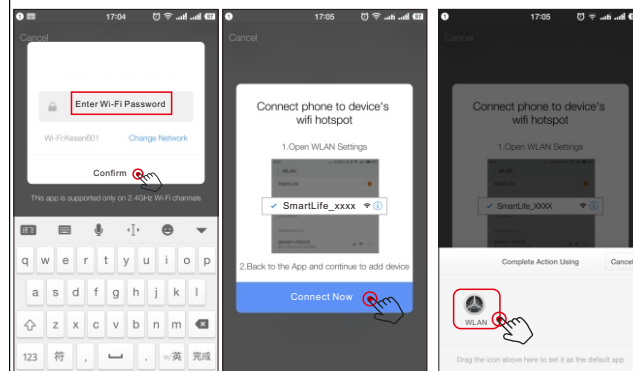 17:04
97
Cancel
Enter Wi-Fi Password
Wi-Fi:Kesen601 Change Network
Confirm
This app is supported only on 2.4GHz Wi-Fi channels
q w e r t y u i o p
a s d f g h j k l
z x c v b n m
123 符 , . 英 完成
17:05
97
Cancel
Connect phone to device's
wifi hotspot
1.Open WLAN Settings
WLAN
SmartLife_xxxx
2.Back to the App and continue to add device
Connect Now
17:05
Cancel
Connect phone to device's
wifi hotspot
1.Open WLAN Settings
WLAN
SmartLife_XXXX
Complete Action Using Cancel
WLAN
Drag the icon above here to set it as the default app.